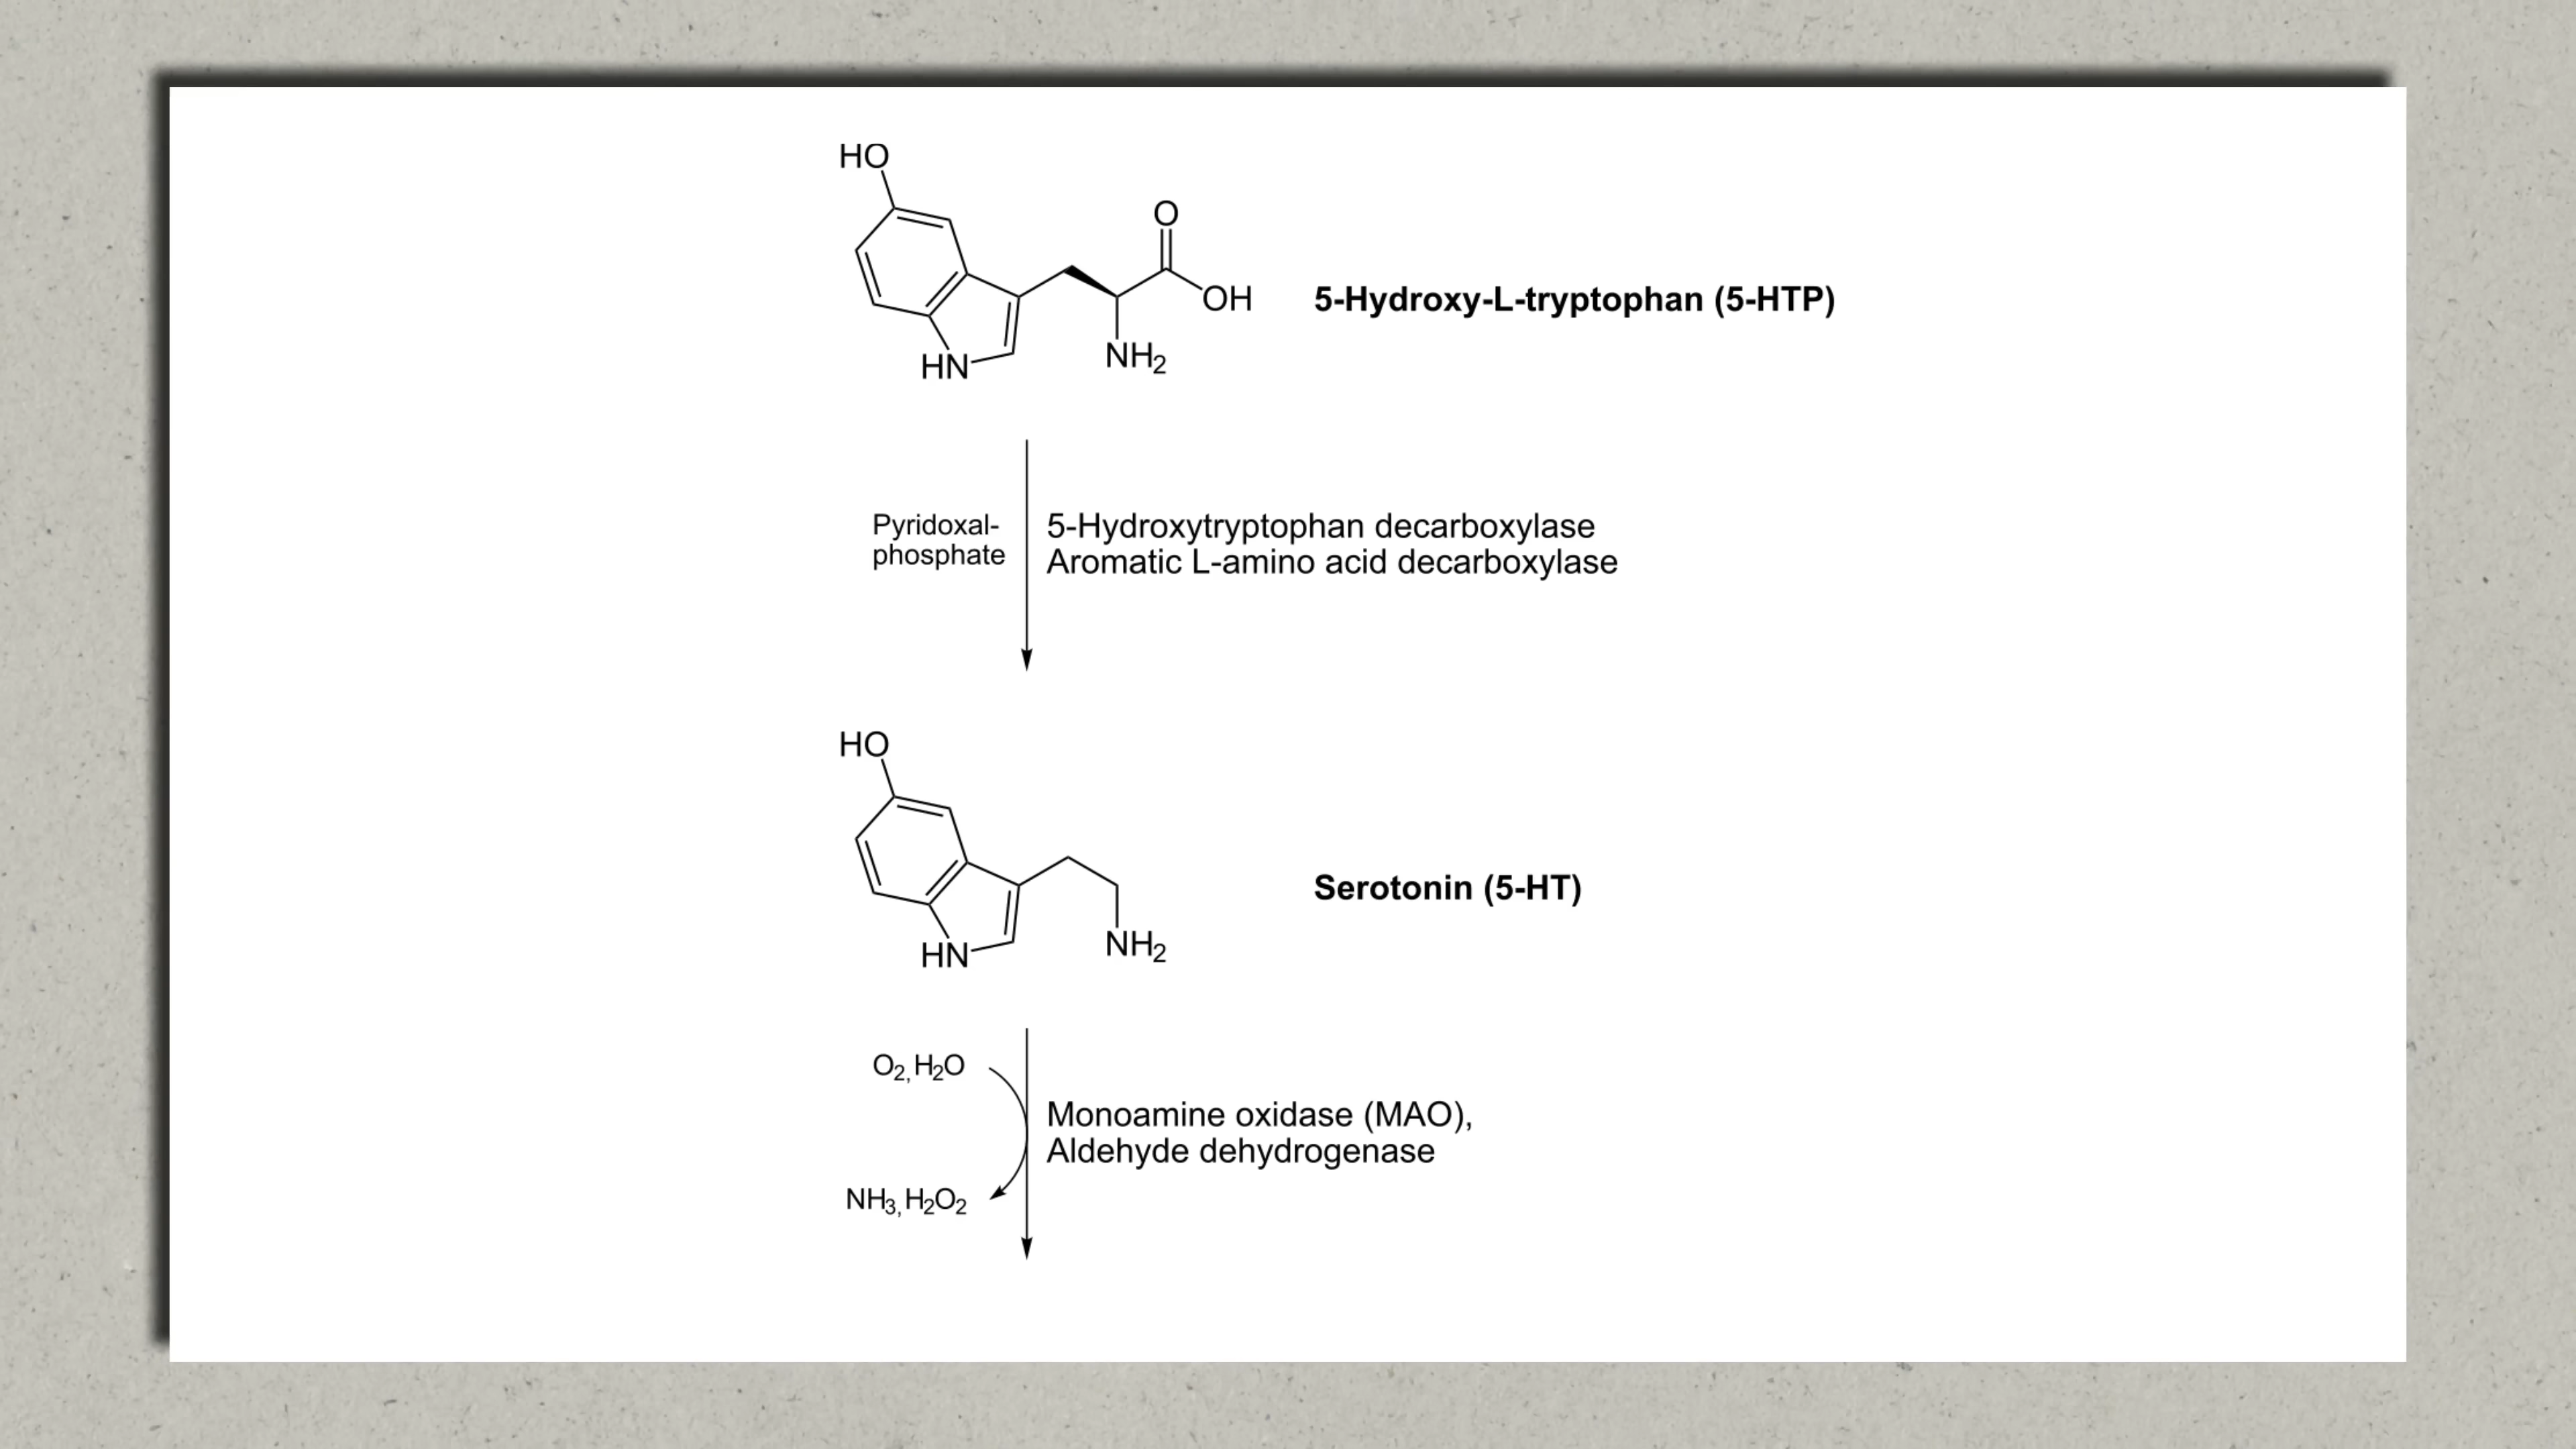 HO
O
OH
5-Hydroxy-L-tryptophan (5-HTP)
HN
NH2
Pyridoxal-
phosphate
5-Hydroxytryptophan decarboxylase
Aromatic L-amino acid decarboxylase
HO
Serotonin (5-HT)
HN
NH2
O2, H2O
Monoamine oxidase (MAO),
Aldehyde dehydrogenase
NH3, H2O2